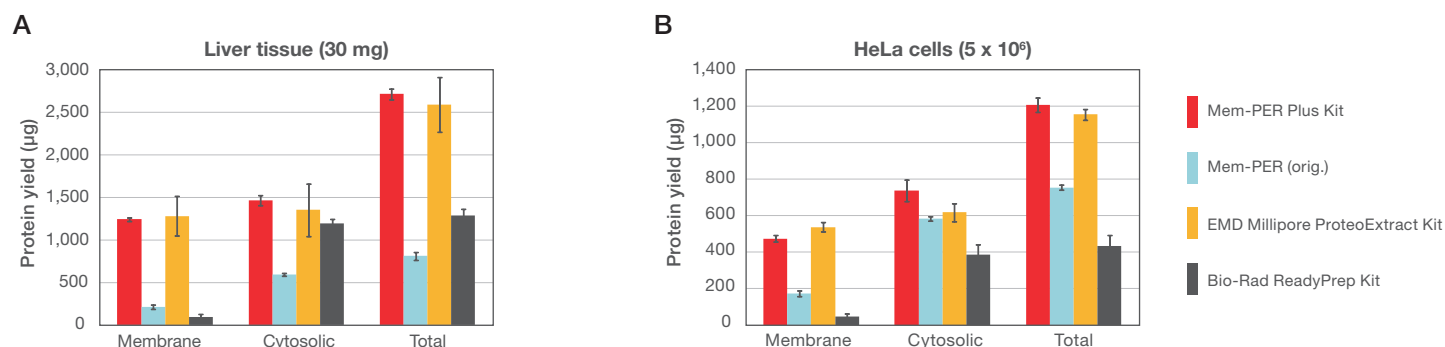 A
Liver tissue (30 mg)
Protein yield (µg)
3,000
2,500
2,000
1,500
1,000
500
0
Membrane
Cytosolic
Total
B
HeLa cells (5 x 10⁶)
Protein yield (µg)
1,400
1,200
1,000
800
600
400
200
0
Membrane
Cytosolic
Total
Mem-PER Plus Kit
Mem-PER (orig.)
EMD Millipore ProteoExtract Kit
Bio-Rad ReadyPrep Kit